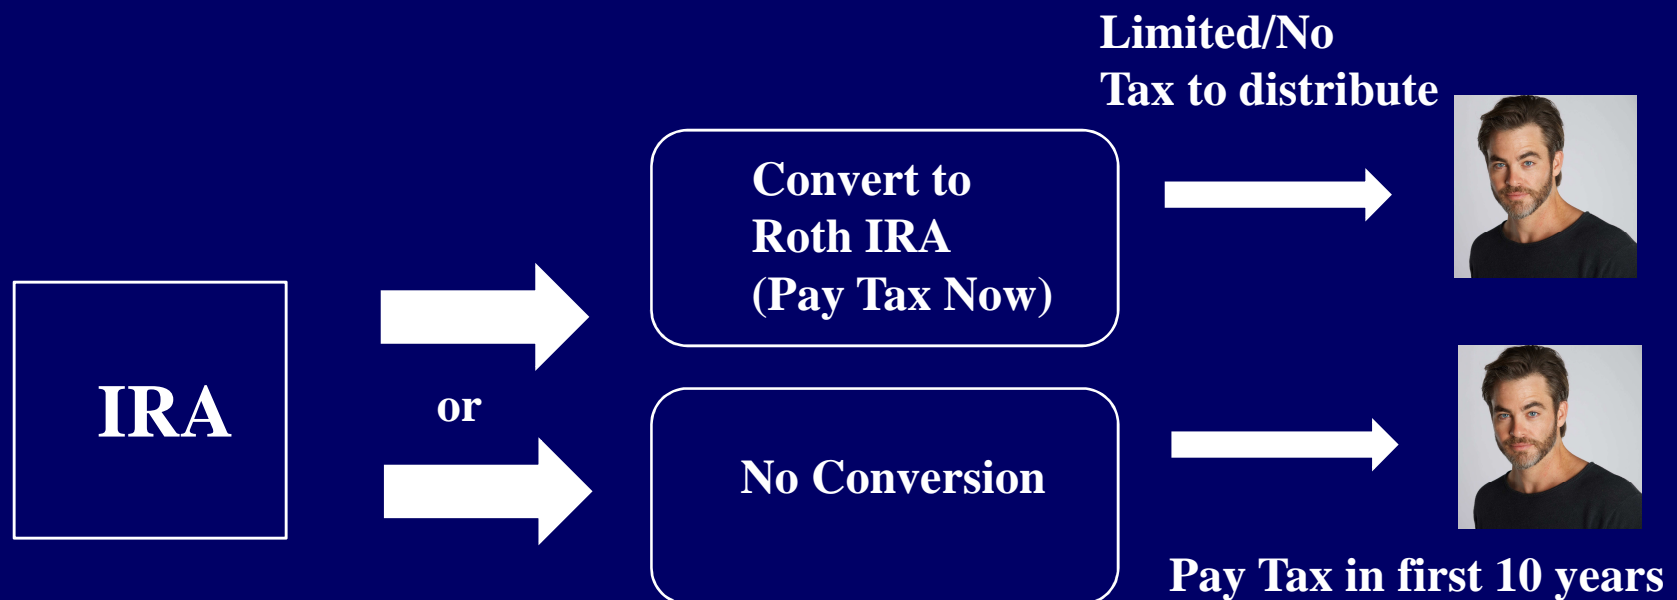 Limited/No
Tax to distribute
Convert to
Roth IRA
(Pay Tax Now)
IRA
or
No Conversion
Pay Tax in first 10 years